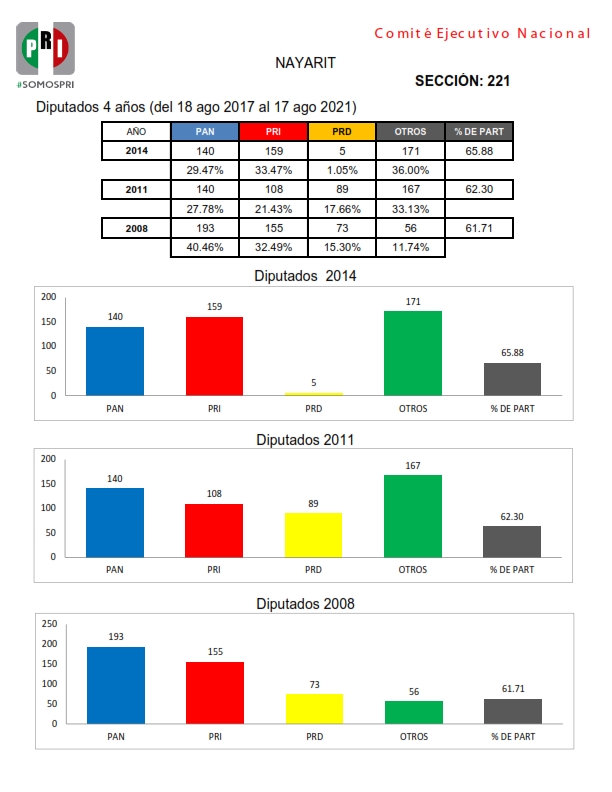 Comité Ejecutivo Nacional
PRI
#SOMOSPRI
NAYARIT
SECCIÓN: 221
Diputados 4 años (del 18 ago 2017 al 17 ago 2021)
AÑO PAN PRI PRD OTROS % DE PART
2014 140 159 5 171 65.88
29.47% 33.47% 1.05% 36.00%
2011 140 108 89 167 62.30
27.78% 21.43% 17.66% 33.13%
2008 193 155 73 56 61.71
40.46% 32.49% 15.30% 11.74%
Diputados 2014
200
150
100
50
0
140 159 5 171 65.88
PAN PRI PRD OTROS % DE PART
Diputados 2011
200
150
100
50
0
140 108 89 167 62.30
PAN PRI PRD OTROS % DE PART
Diputados 2008
250
200
150
100
50
0
193 155 73 56 61.71
PAN PRI PRD OTROS % DE PART